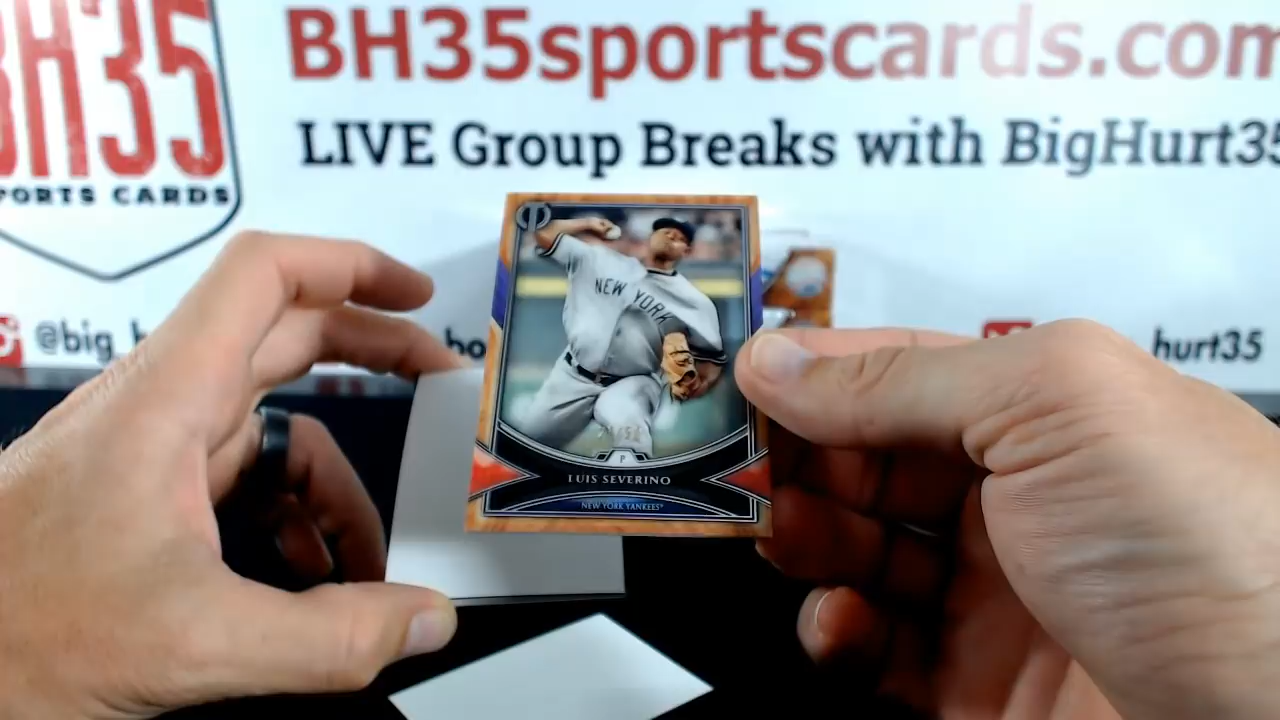 BH35
PORTS CARDS
BH35sportscards.com
LIVE Group Breaks with BigHurt35
@big_h
bo
hurt35
NEW YORK
P
LUIS SEVERINO
NEW YORK YANKEES